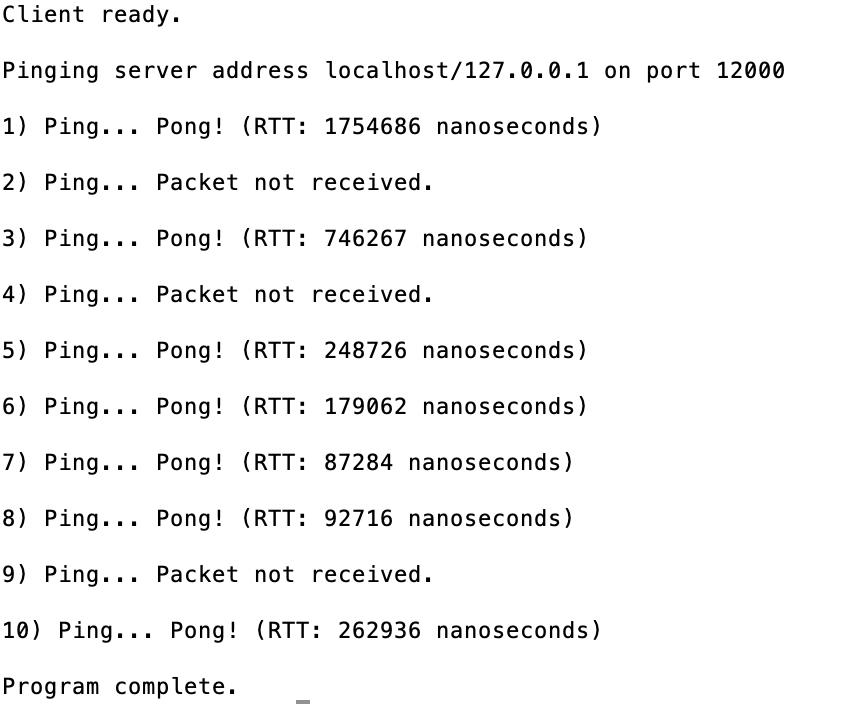 Client ready.
Pinging server address localhost/127.0.0.1 on port 12000
1) Ping... Pong! (RTT: 1754686 nanoseconds)
2) Ping... Packet not received.
3) Ping... Pong! (RTT: 746267 nanoseconds)
4) Ping... Packet not received.
5) Ping... Pong! (RTT: 248726 nanoseconds)
6) Ping... Pong! (RTT: 179062 nanoseconds)
7) Ping... Pong! (RTT: 87284 nanoseconds)
8) Ping... Pong! (RTT: 92716 nanoseconds)
9) Ping... Packet not received.
10) Ping... Pong! (RTT: 262936 nanoseconds)
Program complete.